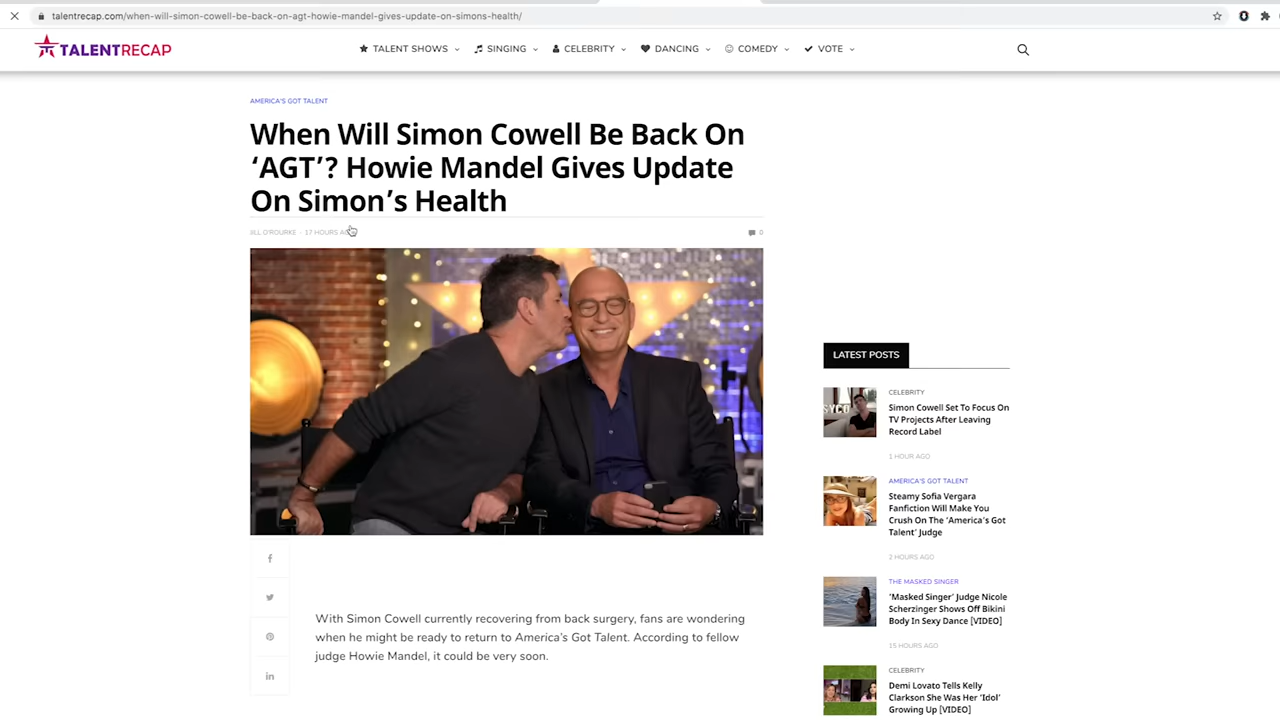 talentrecap.com/when-will-simon-cowell-be-back-on-agt-howie-mandel-gives-update-on-simons-health/
TALENTRECAP
TALENT SHOWS
SINGING
CELEBRITY
DANCING
COMEDY
VOTE
AMERICA'S GOT TALENT
When Will Simon Cowell Be Back On
‘AGT’? Howie Mandel Gives Update
On Simon’s Health
JILL O'ROURKE - 17 HOURS
0
With Simon Cowell currently recovering from back surgery, fans are wondering
when he might be ready to return to America’s Got Talent. According to fellow
judge Howie Mandel, it could be very soon.
LATEST POSTS
SYCO
CELEBRITY
Simon Cowell Set To Focus On
TV Projects After Leaving
Record Label
1 HOUR AGO
AMERICA'S GOT TALENT
Steamy Sofia Vergara
Fanfiction Will Make You
Crush On The ‘America’s Got
Talent’ Judge
2 HOURS AGO
THE MASKED SINGER
‘Masked Singer’ Judge Nicole
Scherzinger Shows Off Bikini
Body In Sexy Dance [VIDEO]
15 HOURS AGO
CELEBRITY
Demi Lovato Tells Kelly
Clarkson She Was Her ‘Idol’
Growing Up [VIDEO]